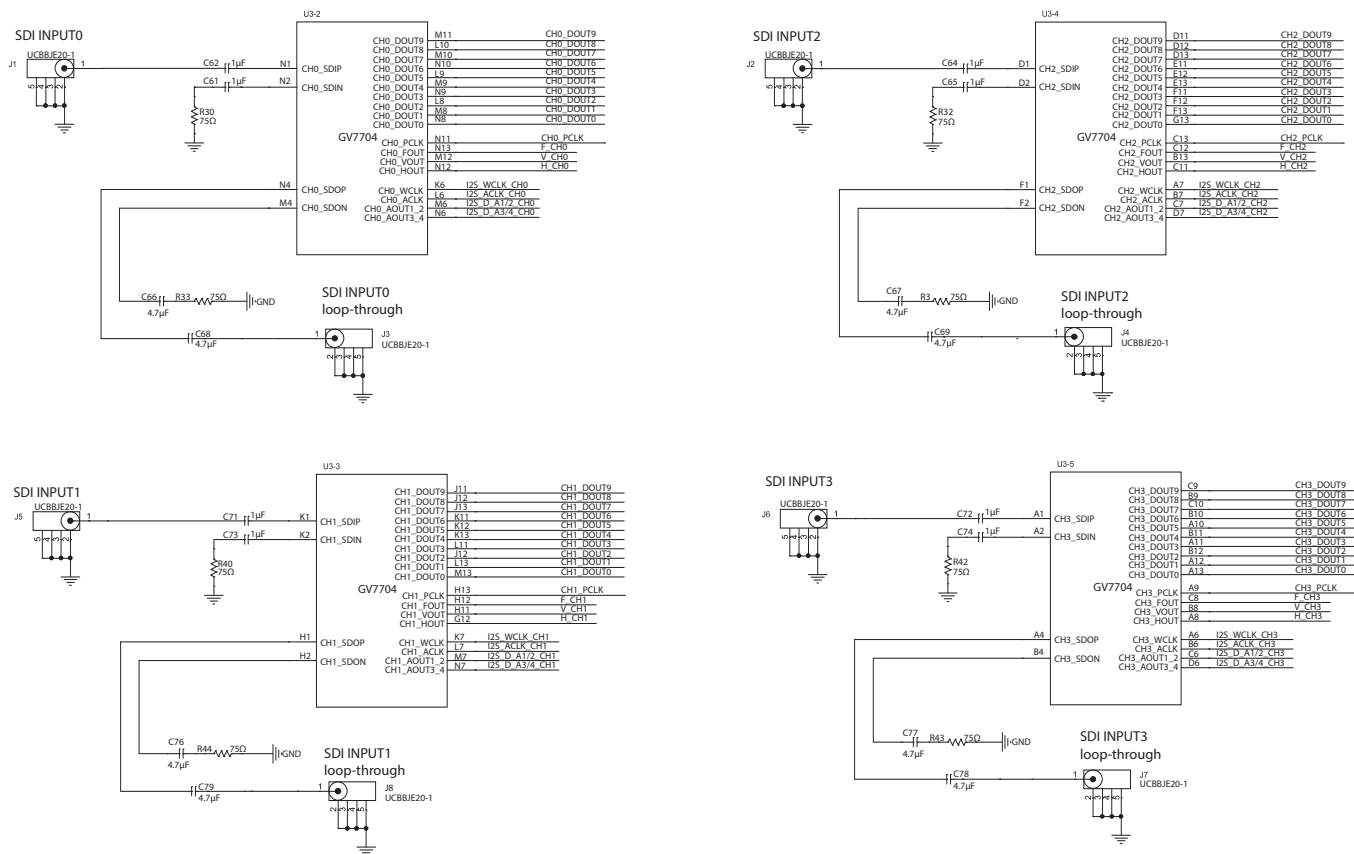 U3-2
SDI INPUT0
UCBBJE20-1
J1
1
5 4 3 2
C62 1µF N1 CH0_SDIP
C61 1µF N2 CH0_SDIN
R30
75Ω
GV7704
CH0_DOUT9 M11 CH0_DOUT9
CH0_DOUT8 L10 CH0_DOUT8
CH0_DOUT7 M10 CH0_DOUT7
CH0_DOUT6 N10 CH0_DOUT6
CH0_DOUT5 L9 CH0_DOUT5
CH0_DOUT4 M9 CH0_DOUT4
CH0_DOUT3 N9 CH0_DOUT3
CH0_DOUT2 L8 CH0_DOUT2
CH0_DOUT1 M8 CH0_DOUT1
CH0_DOUT0 N8 CH0_DOUT0
CH0_PCLK N11 CH0_PCLK
CH0_FOUT N13 F_CH0
CH0_VOUT M12 V_CH0
CH0_HOUT N12 H_CH0
N4 CH0_SDOP
M4 CH0_SDON
CH0_WCLK K6 I2S_WCLK_CH0
CH0_ACLK L6 I2S_ACLK_CH0
CH0_AOUT1_2 M6 I2S_D_A1/2_CH0
CH0_AOUT3_4 N6 I2S_D_A3/4_CH0
C66 R33 75Ω GND
4.7µF
SDI INPUT0
loop-through
C68
4.7µF
1
J3
UCBBJE20-1
2 3 4 5
U3-4
SDI INPUT2
UCBBJE20-1
J2
1
5 4 3 2
C64 1µF D1 CH2_SDIP
C65 1µF D2 CH2_SDIN
R32
75Ω
GV7704
CH2_DOUT9 D11 CH2_DOUT9
CH2_DOUT8 D12 CH2_DOUT8
CH2_DOUT7 D13 CH2_DOUT7
CH2_DOUT6 E11 CH2_DOUT6
CH2_DOUT5 E12 CH2_DOUT5
CH2_DOUT4 E13 CH2_DOUT4
CH2_DOUT3 F11 CH2_DOUT3
CH2_DOUT2 F12 CH2_DOUT2
CH2_DOUT1 F13 CH2_DOUT1
CH2_DOUT0 G13 CH2_DOUT0
CH2_PCLK C13 CH2_PCLK
CH2_FOUT C12 F_CH2
CH2_VOUT B13 V_CH2
CH2_HOUT C11 H_CH2
F1 CH2_SDOP
F2 CH2_SDON
CH2_WCLK A7 I2S_WCLK_CH2
CH2_ACLK B7 I2S_ACLK_CH2
CH2_AOUT1_2 C7 I2S_D_A1/2_CH2
CH2_AOUT3_4 D7 I2S_D_A3/4_CH2
C67 R3 75Ω GND
4.7µF
SDI INPUT2
loop-through
C69
4.7µF
1
J4
UCBBJE20-1
2 3 4 5
U3-3
SDI INPUT1
UCBBJE20-1
J5
1
5 4 3 2
C71 1µF K1 CH1_SDIP
C73 1µF K2 CH1_SDIN
R40
75Ω
GV7704
CH1_DOUT9 J11 CH1_DOUT9
CH1_DOUT8 J12 CH1_DOUT8
CH1_DOUT7 J13 CH1_DOUT7
CH1_DOUT6 K11 CH1_DOUT6
CH1_DOUT5 K12 CH1_DOUT5
CH1_DOUT4 K13 CH1_DOUT4
CH1_DOUT3 L11 CH1_DOUT3
CH1_DOUT2 J12 CH1_DOUT2
CH1_DOUT1 L13 CH1_DOUT1
CH1_DOUT0 M13 CH1_DOUT0
CH1_PCLK H13 CH1_PCLK
CH1_FOUT H12 F_CH1
CH1_VOUT H11 V_CH1
CH1_HOUT G12 H_CH1
H1 CH1_SDOP
H2 CH1_SDON
CH1_WCLK K7 I2S_WCLK_CH1
CH1_ACLK L7 I2S_ACLK_CH1
CH1_AOUT1_2 M7 I2S_D_A1/2_CH1
CH1_AOUT3_4 N7 I2S_D_A3/4_CH1
C76 R44 75Ω GND
4.7µF
SDI INPUT1
loop-through
C79
4.7µF
1
J8
UCBBJE20-1
2 3 4 5
U3-5
SDI INPUT3
UCBBJE20-1
J6
1
5 4 3 2
C72 1µF A1 CH3_SDIP
C74 1µF A2 CH3_SDIN
R42
75Ω
GV7704
CH3_DOUT9 C9 CH3_DOUT9
CH3_DOUT8 B9 CH3_DOUT8
CH3_DOUT7 C10 CH3_DOUT7
CH3_DOUT6 B10 CH3_DOUT6
CH3_DOUT5 A10 CH3_DOUT5
CH3_DOUT4 B11 CH3_DOUT4
CH3_DOUT3 A11 CH3_DOUT3
CH3_DOUT2 B12 CH3_DOUT2
CH3_DOUT1 A12 CH3_DOUT1
CH3_DOUT0 A13 CH3_DOUT0
CH3_PCLK A9 CH3_PCLK
CH3_FOUT C8 F_CH3
CH3_VOUT B8 V_CH3
CH3_HOUT A8 H_CH3
A4 CH3_SDOP
B4 CH3_SDON
CH3_WCLK A6 I2S_WCLK_CH3
CH3_ACLK B6 I2S_ACLK_CH3
CH3_AOUT1_2 C6 I2S_D_A1/2_CH3
CH3_AOUT3_4 D6 I2S_D_A3/4_CH3
C77 R43 75Ω GND
4.7µF
SDI INPUT3
loop-through
C78
4.7µF
1
J7
UCBBJE20-1
2 3 4 5